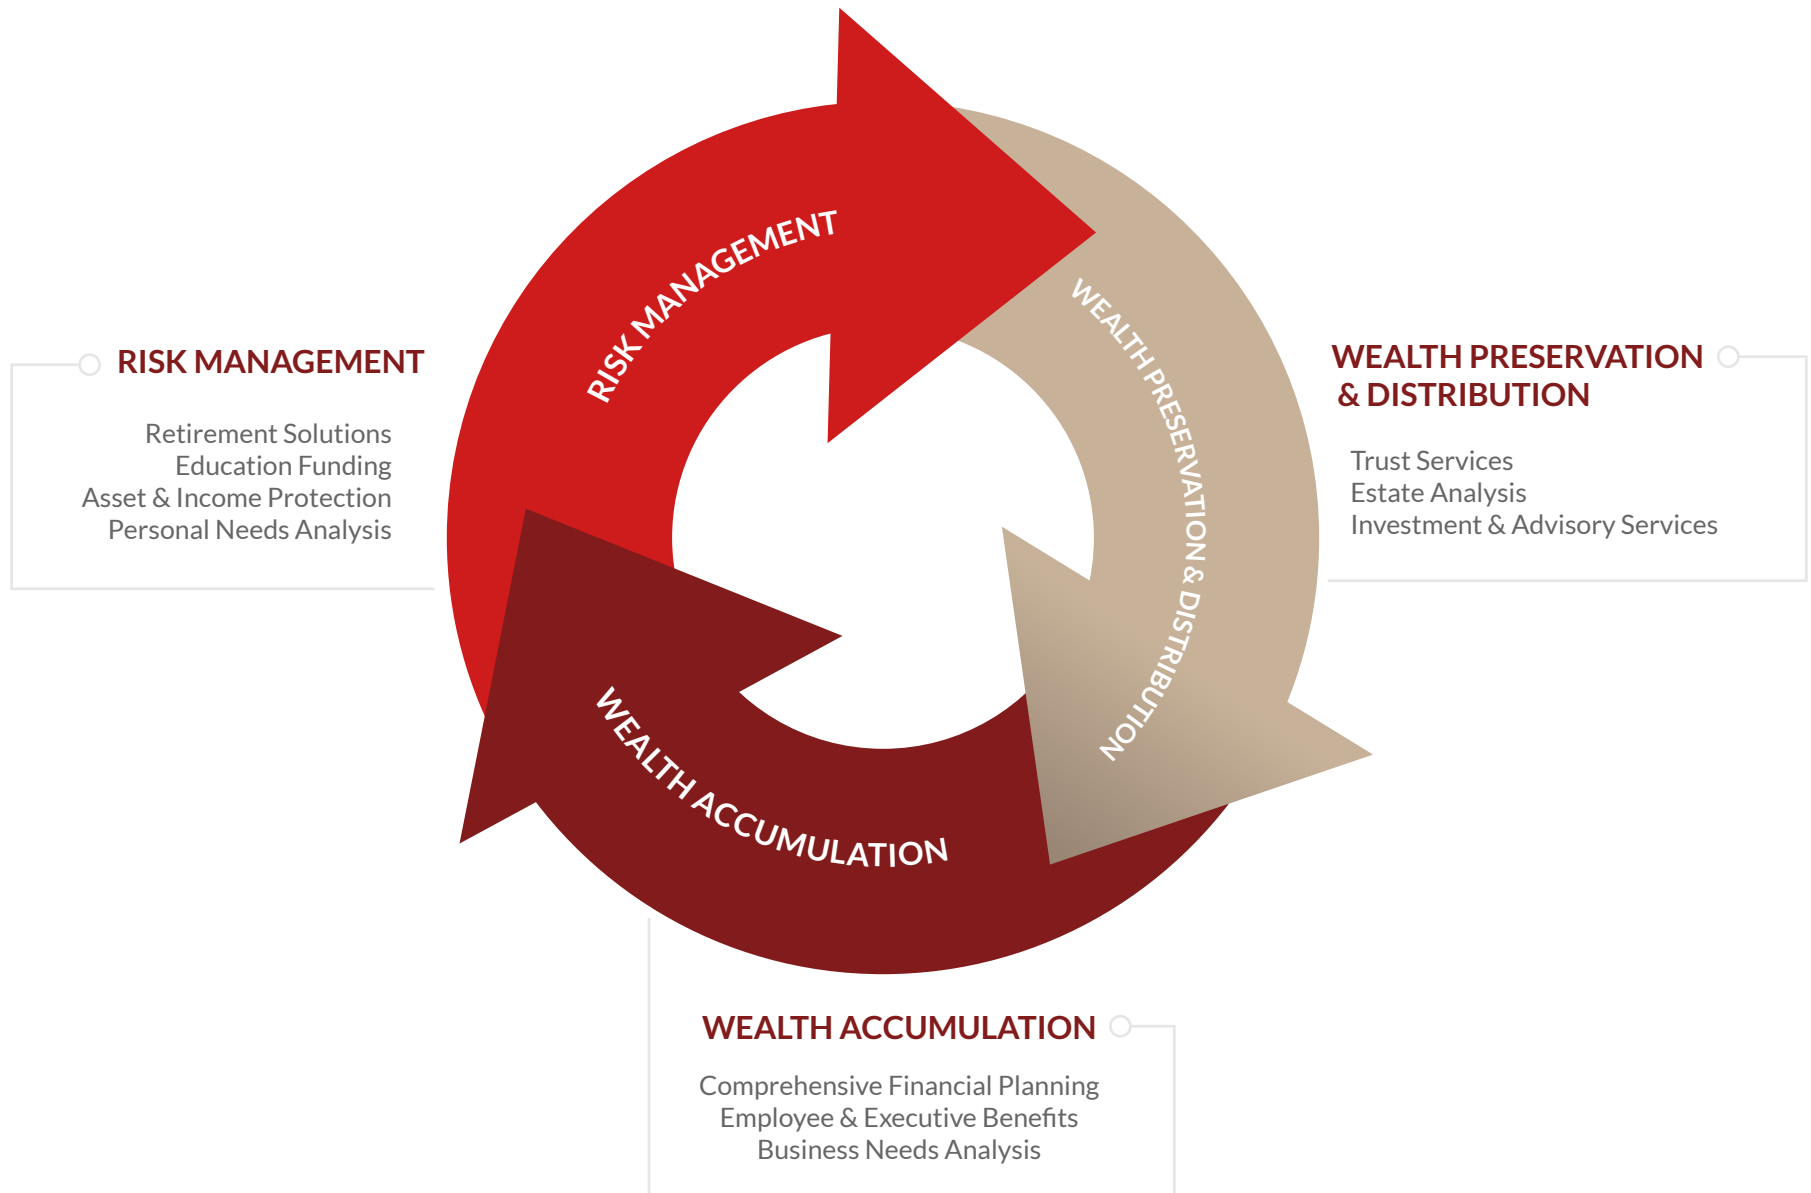 RISK MANAGEMENT
WEALTH PRESERVATION & DISTRIBUTION
WEALTH ACCUMULATION
RISK MANAGEMENT
Retirement Solutions
Education Funding
Asset & Income Protection
Personal Needs Analysis
WEALTH PRESERVATION
& DISTRIBUTION
Trust Services
Estate Analysis
Investment & Advisory Services
WEALTH ACCUMULATION
Comprehensive Financial Planning
Employee & Executive Benefits
Business Needs Analysis